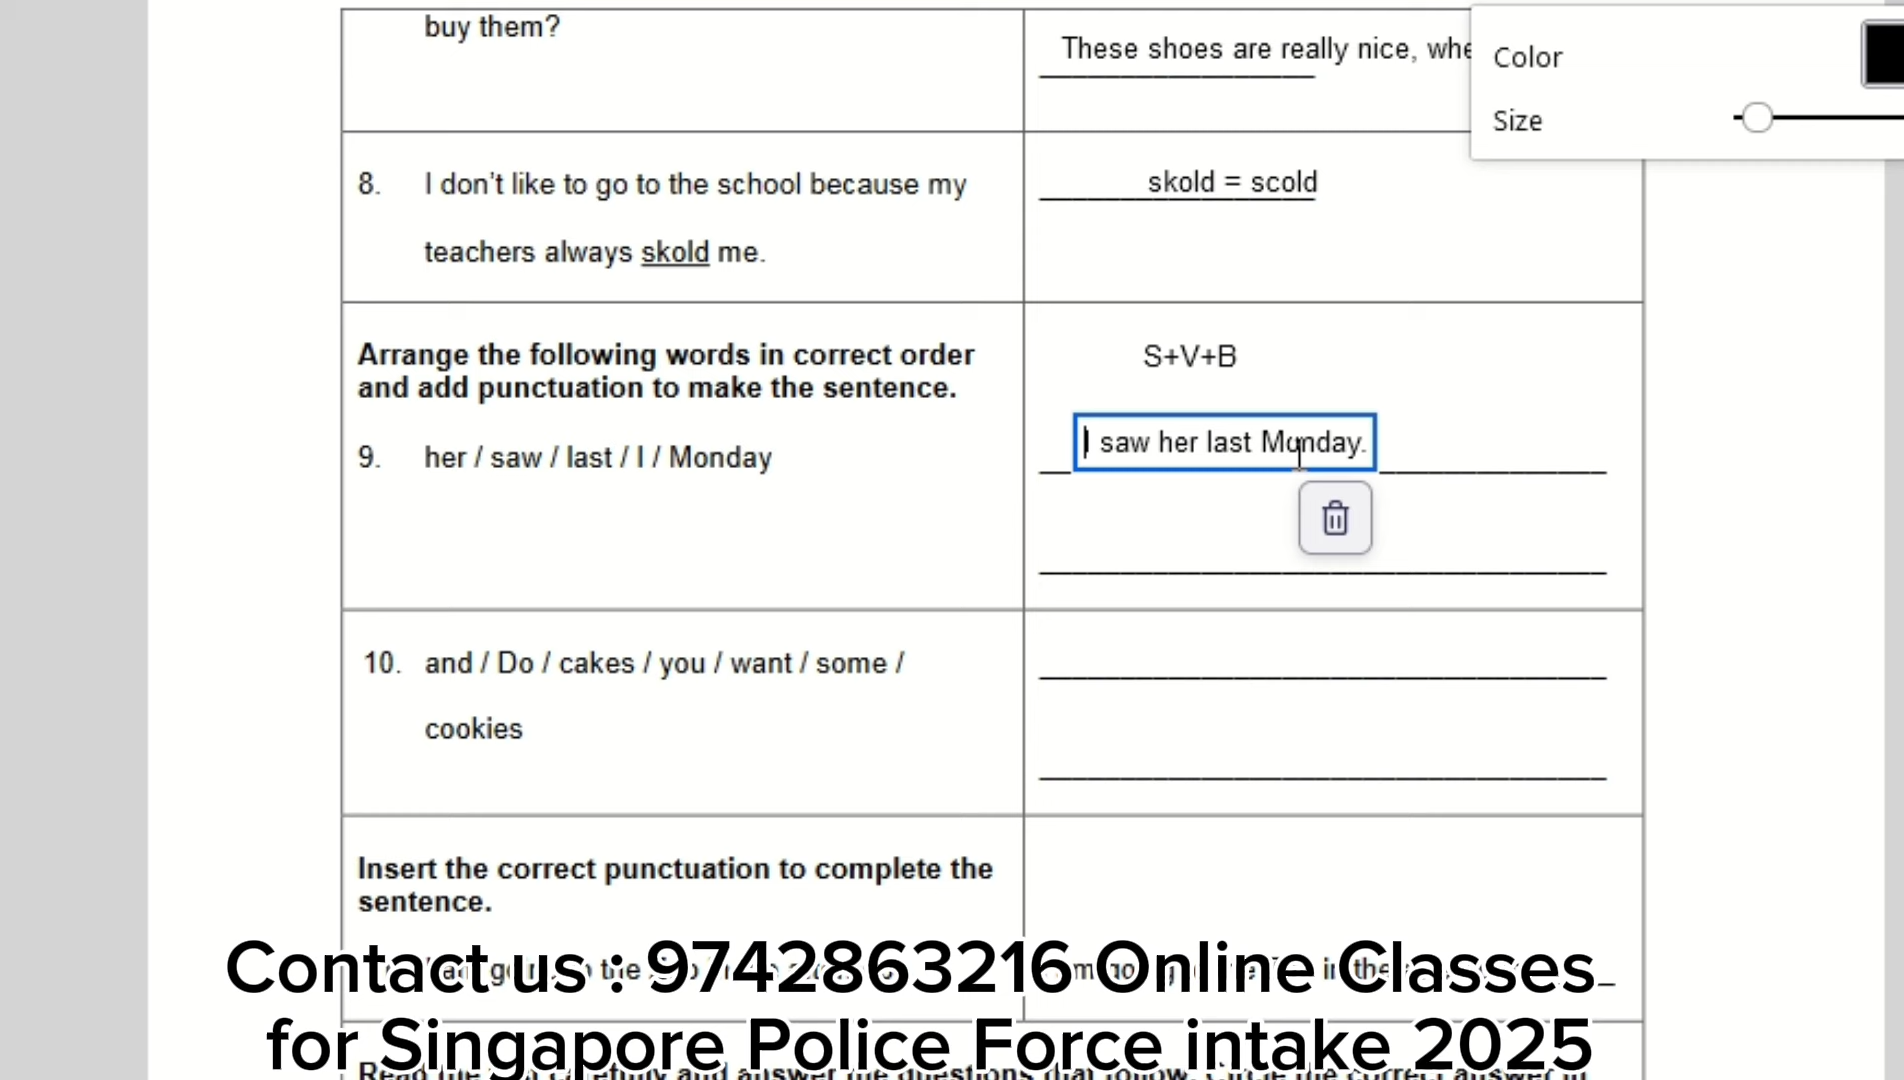 buy them?
These shoes are really nice, whe
Color
Size
8. I don't like to go to the school because my
teachers always skold me.
skold = scold
Arrange the following words in correct order
and add punctuation to make the sentence.
S+V+B
9. her / saw / last / I / Monday
I saw her last Monday.
10. and / Do / cakes / you / want / some /
cookies
Insert the correct punctuation to complete the
sentence.
Contact us : 9742863216 Online Classes
for Singapore Police Force intake 2025